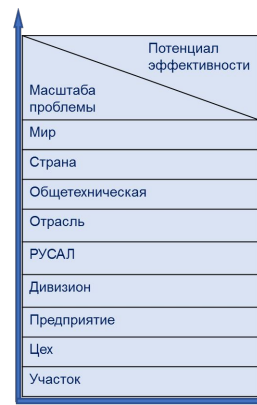 Потенциал
эффективности
Масштаба
проблемы
Мир
Страна
Общетехническая
Отрасль
РУСАЛ
Дивизион
Предприятие
Цех
Участок